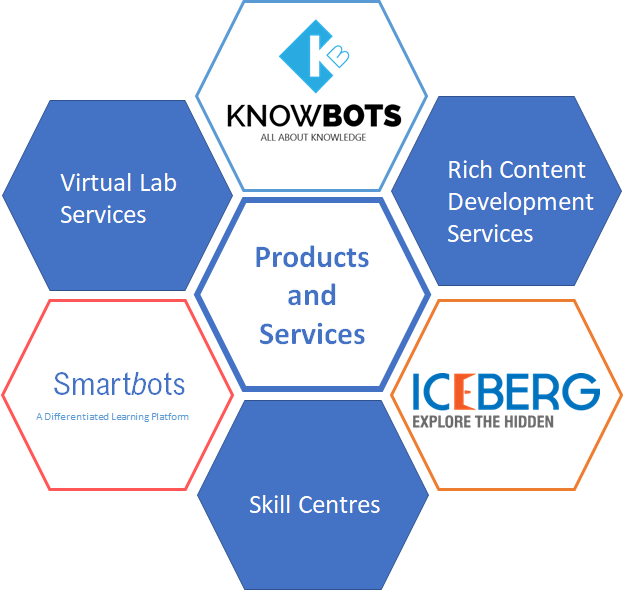 K
B
KNOWBOTS
ALL ABOUT KNOWLEDGE
Virtual Lab
Services
Rich Content
Development
Services
Products
and
Services
Smartbots
A Differentiated Learning Platform
ICEBERG
EXPLORE THE HIDDEN
Skill Centres